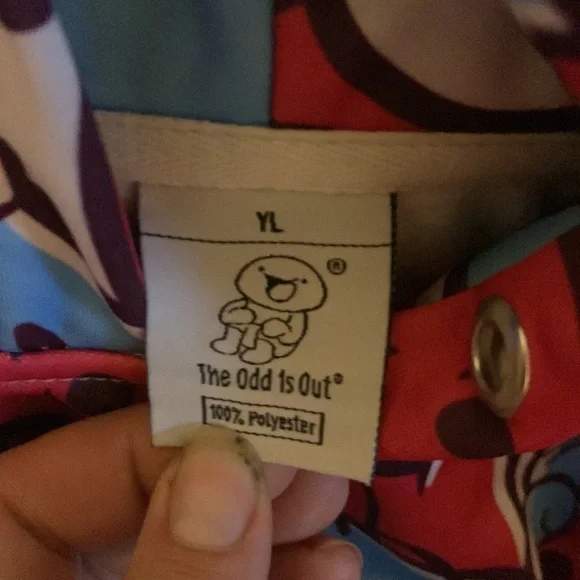 YL
®
The Odd 1s Out®
100% Polyester